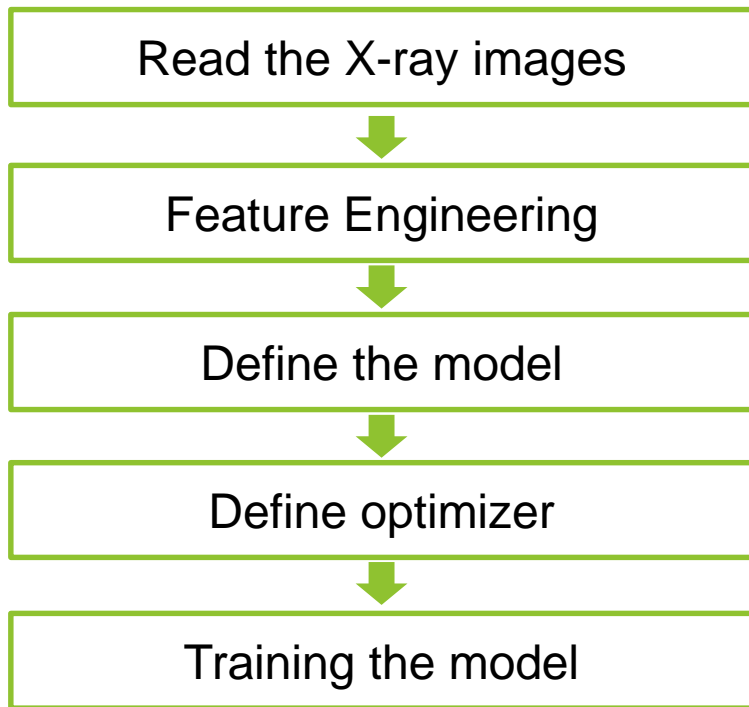 Read the X-ray images
Feature Engineering
Define the model
Define optimizer
Training the model